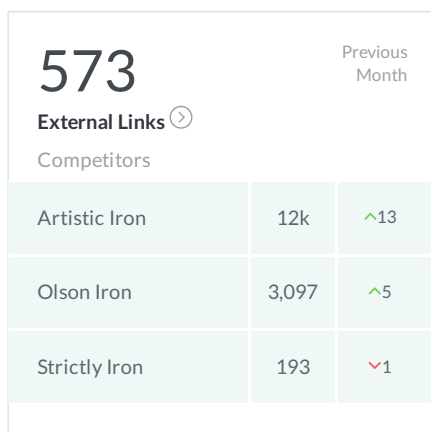 573
Previous
Month
External Links
Competitors
Artistic Iron 12k 13
Olson Iron 3,097 5
Strictly Iron 193 1